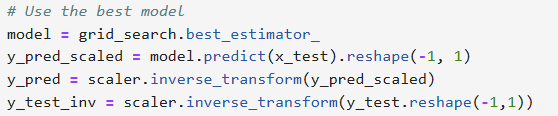 # Use the best model
model = grid_search.best_estimator_
y_pred_scaled = model.predict(x_test).reshape(-1, 1)
y_pred = scaler.inverse_transform(y_pred_scaled)
y_test_inv = scaler.inverse_transform(y_test.reshape(-1,1))